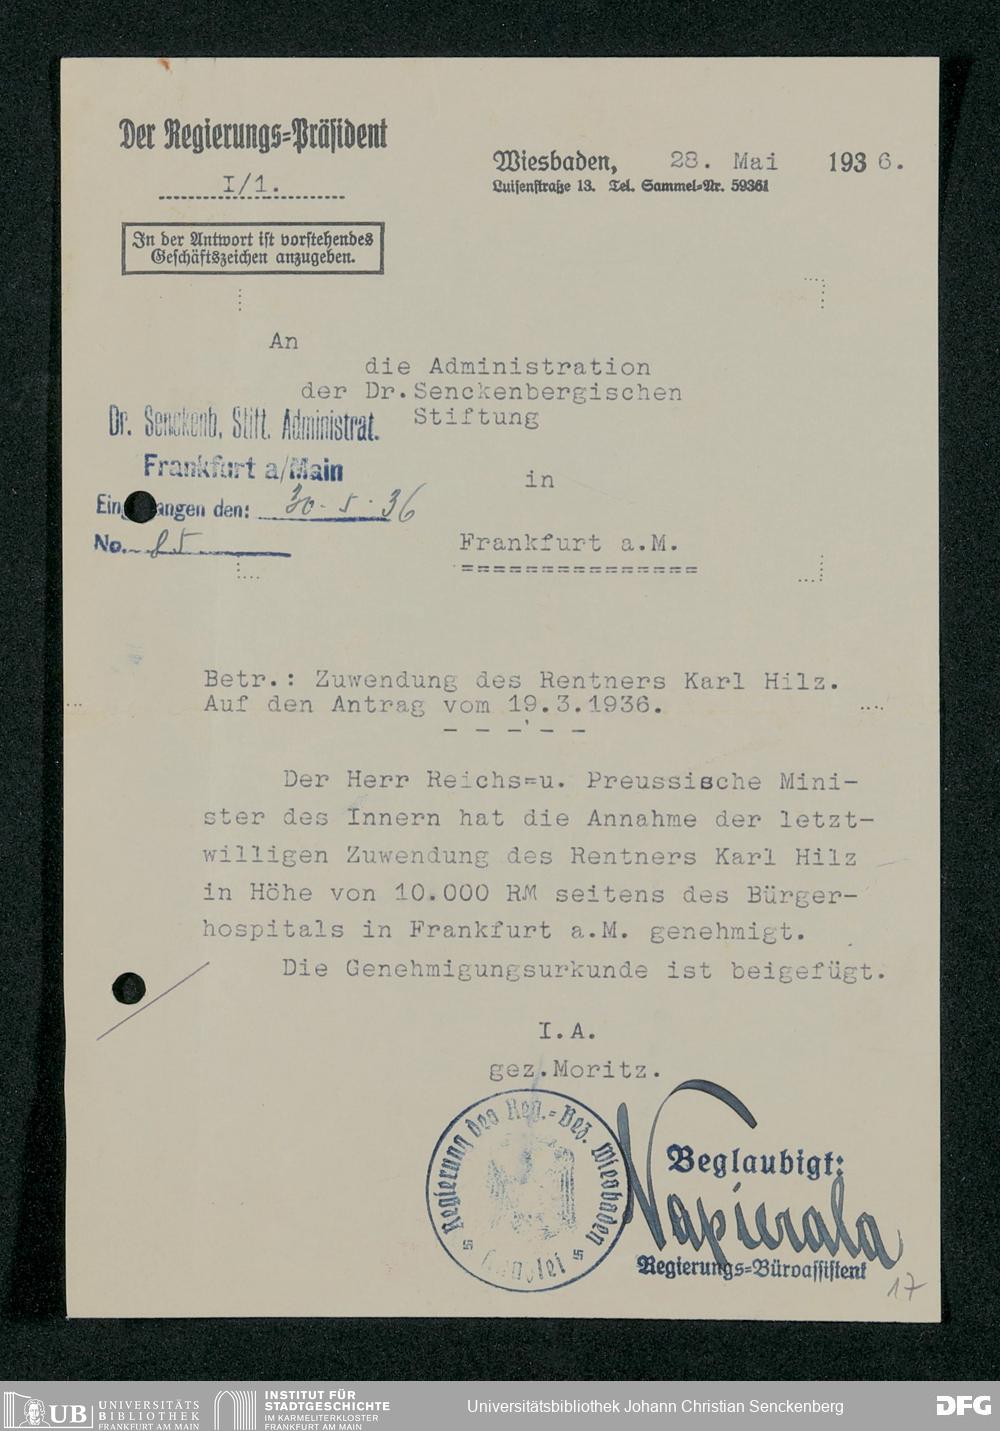 Der Regierungs=Präsident
I/1.
In der Antwort ist vorstehendes
Geschäftszeichen anzugeben.
Wiesbaden, 28. Mai 1936.
Luisenstraße 13. Tel. Sammel=Nr. 59361
An
die Administration
der Dr.Senckenbergischen
Stiftung
in
Frankfurt a.M.
===============
Dr. Senckenb. Stift. Administrat.
Frankfurt a/Main
Eingangen den: 30. 5. 36
No. 85
Betr.: Zuwendung des Rentners Karl Hilz.
Auf den Antrag vom 19.3.1936.
- - - - -
Der Herr Reichs=u. Preussische Mini-
ster des Innern hat die Annahme der letzt-
willigen Zuwendung des Rentners Karl Hilz
in Höhe von 10.000 RM seitens des Bürger-
hospitals in Frankfurt a.M. genehmigt.
Die Genehmigungsurkunde ist beigefügt.
I.A.
gez.Moritz.
Regierung des Reg.=Bez. Wiesbaden
Kanzlei
Beglaubigt:
Napierala
Regierungs=Büroassistent
17
UB UNIVERSITÄTS
BIBLIOTHEK
FRANKFURT AM MAIN
INSTITUT FÜR
STADTGESCHICHTE
IM KARMELITERKLOSTER
FRANKFURT AM MAIN
Universitätsbibliothek Johann Christian Senckenberg
DFG